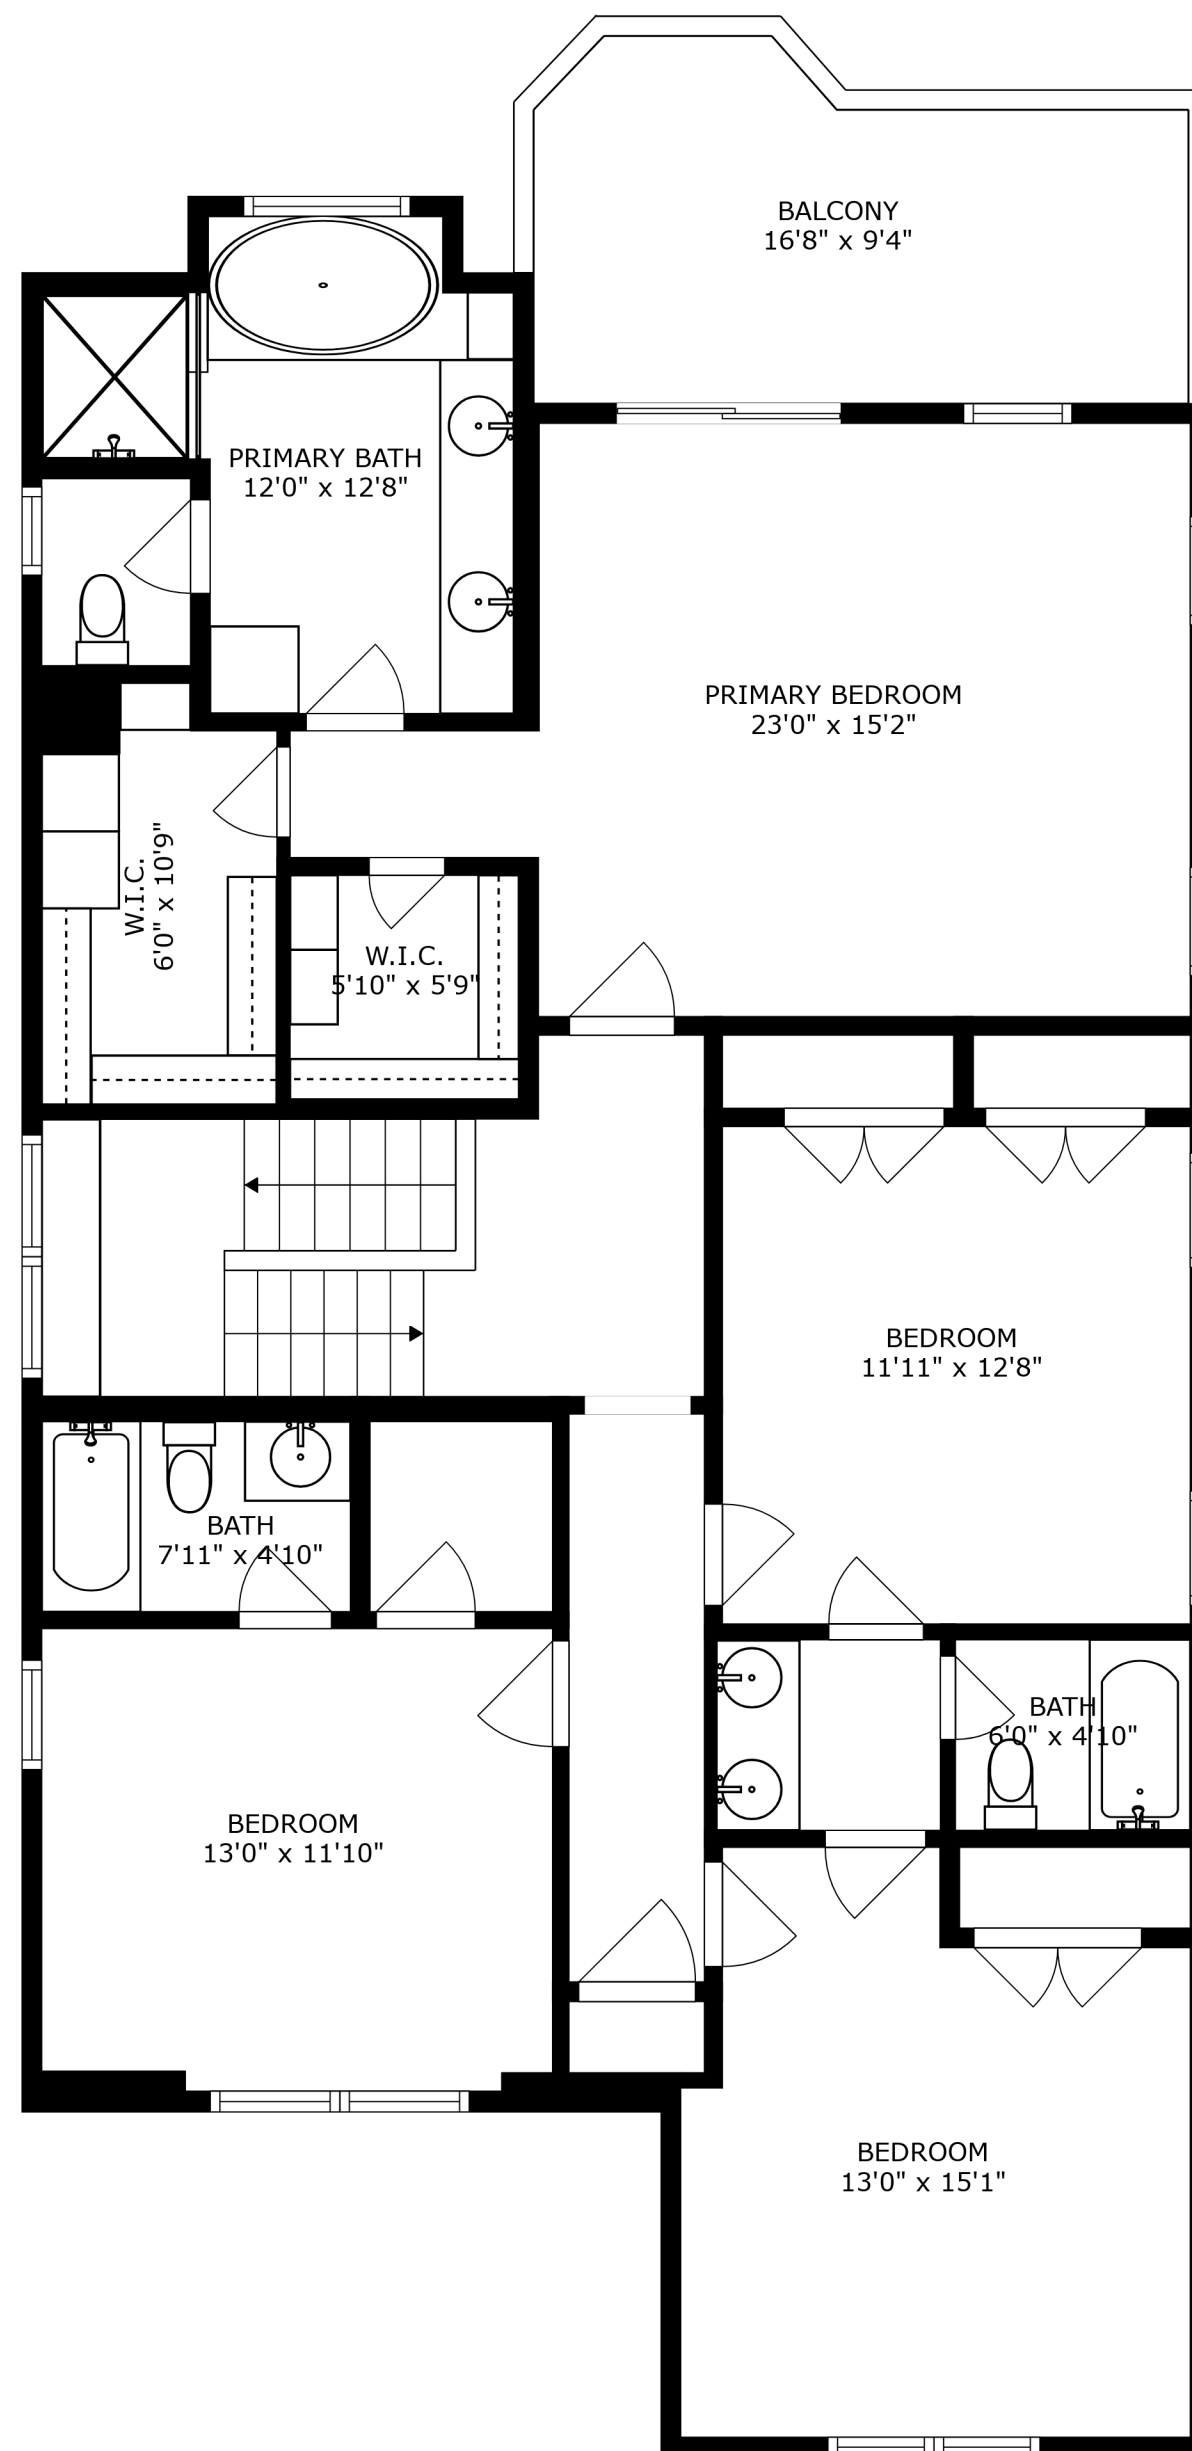 BALCONY
16'8" x 9'4"
PRIMARY BATH
12'0" x 12'8"
PRIMARY BEDROOM
23'0" x 15'2"
W.I.C.
6'0" x 10'9"
W.I.C.
5'10" x 5'9"
BEDROOM
11'11" x 12'8"
BATH
7'11" x 4'10"
BATH
6'0" x 4'10"
BEDROOM
13'0" x 11'10"
BEDROOM
13'0" x 15'1"